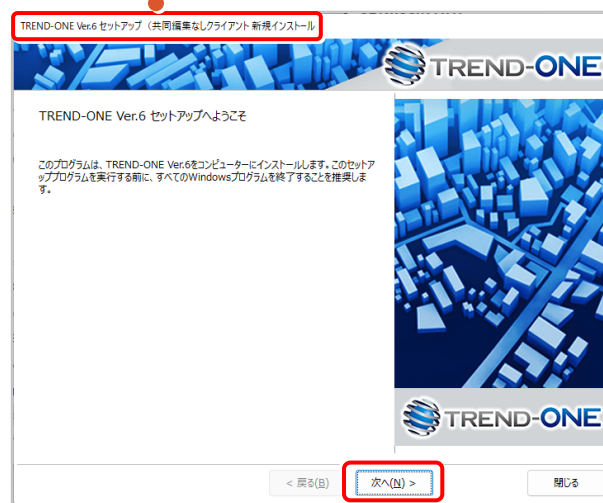 TREND-ONE Ver.6 セットアップ（共同編集なしクライアント 新規インストール
TREND-ONE
TREND-ONE Ver.6 セットアップへようこそ
このプログラムは、TREND-ONE Ver.6をコンピューターにインストールします。このセットア
ッププログラムを実行する前に、すべてのWindowsプログラムを終了することを推奨しま
す。
TREND-ONE
< 戻る(B)
次へ(N) >
閉じる